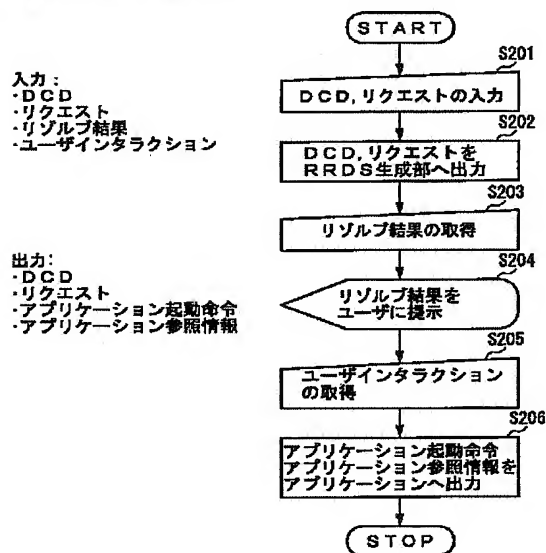 START
S201
入力：
・DCD
・リクエスト
・リゾルブ結果
・ユーザインタラクション
DCD，リクエストの入力
S202
DCD，リクエストを
RRDS生成部へ出力
S203
リゾルブ結果の取得
出力：
・DCD
・リクエスト
・アプリケーション起動命令
・アプリケーション参照情報
S204
リゾルブ結果を
ユーザに提示
S205
ユーザインタラクション
の取得
S206
アプリケーション起動命令
アプリケーション参照情報を
アプリケーションへ出力
STOP